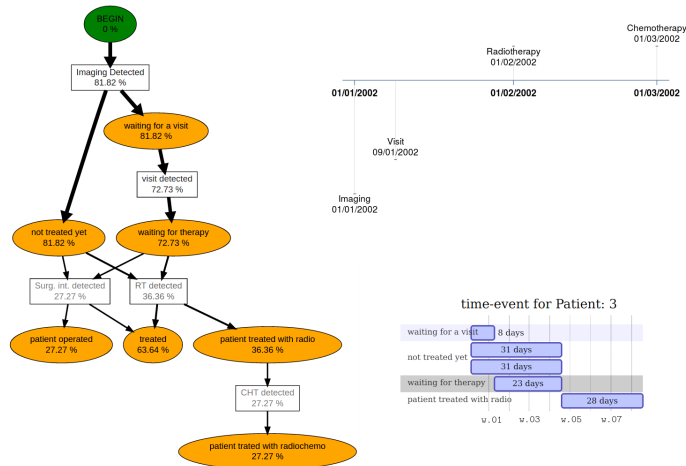 BEGIN
0 %
Imaging Detected
81.82 %
waiting for a visit
81.82 %
visit detected
72.73 %
not treated yet
81.82 %
waiting for therapy
72.73 %
Surg. int. detected
27.27 %
RT detected
36.36 %
patient operated
27.27 %
treated
63.64 %
patient treated with radio
36.36 %
CHT detected
27.27 %
patient trated with radiochemo
27.27 %
Chemotherapy
01/03/2002
Radiotherapy
01/02/2002
01/01/2002
01/02/2002
01/03/2002
Visit
09/01/2002
Imaging
01/01/2002
time-event for Patient: 3
waiting for a visit
8 days
31 days
not treated yet
31 days
waiting for therapy
23 days
patient treated with radio
28 days
w.01 w.03 w.05 w.07